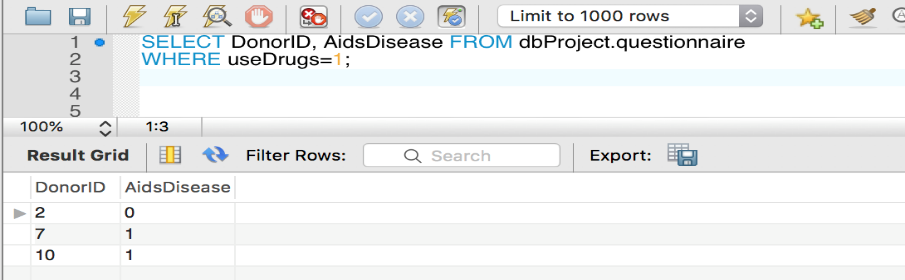 Limit to 1000 rows
1 SELECT DonorID, AidsDisease FROM dbProject.questionnaire
2 WHERE useDrugs=1;
3
4
5
100% 1:3
Result Grid Filter Rows: Search Export:
DonorID AidsDisease
2 0
7 1
10 1